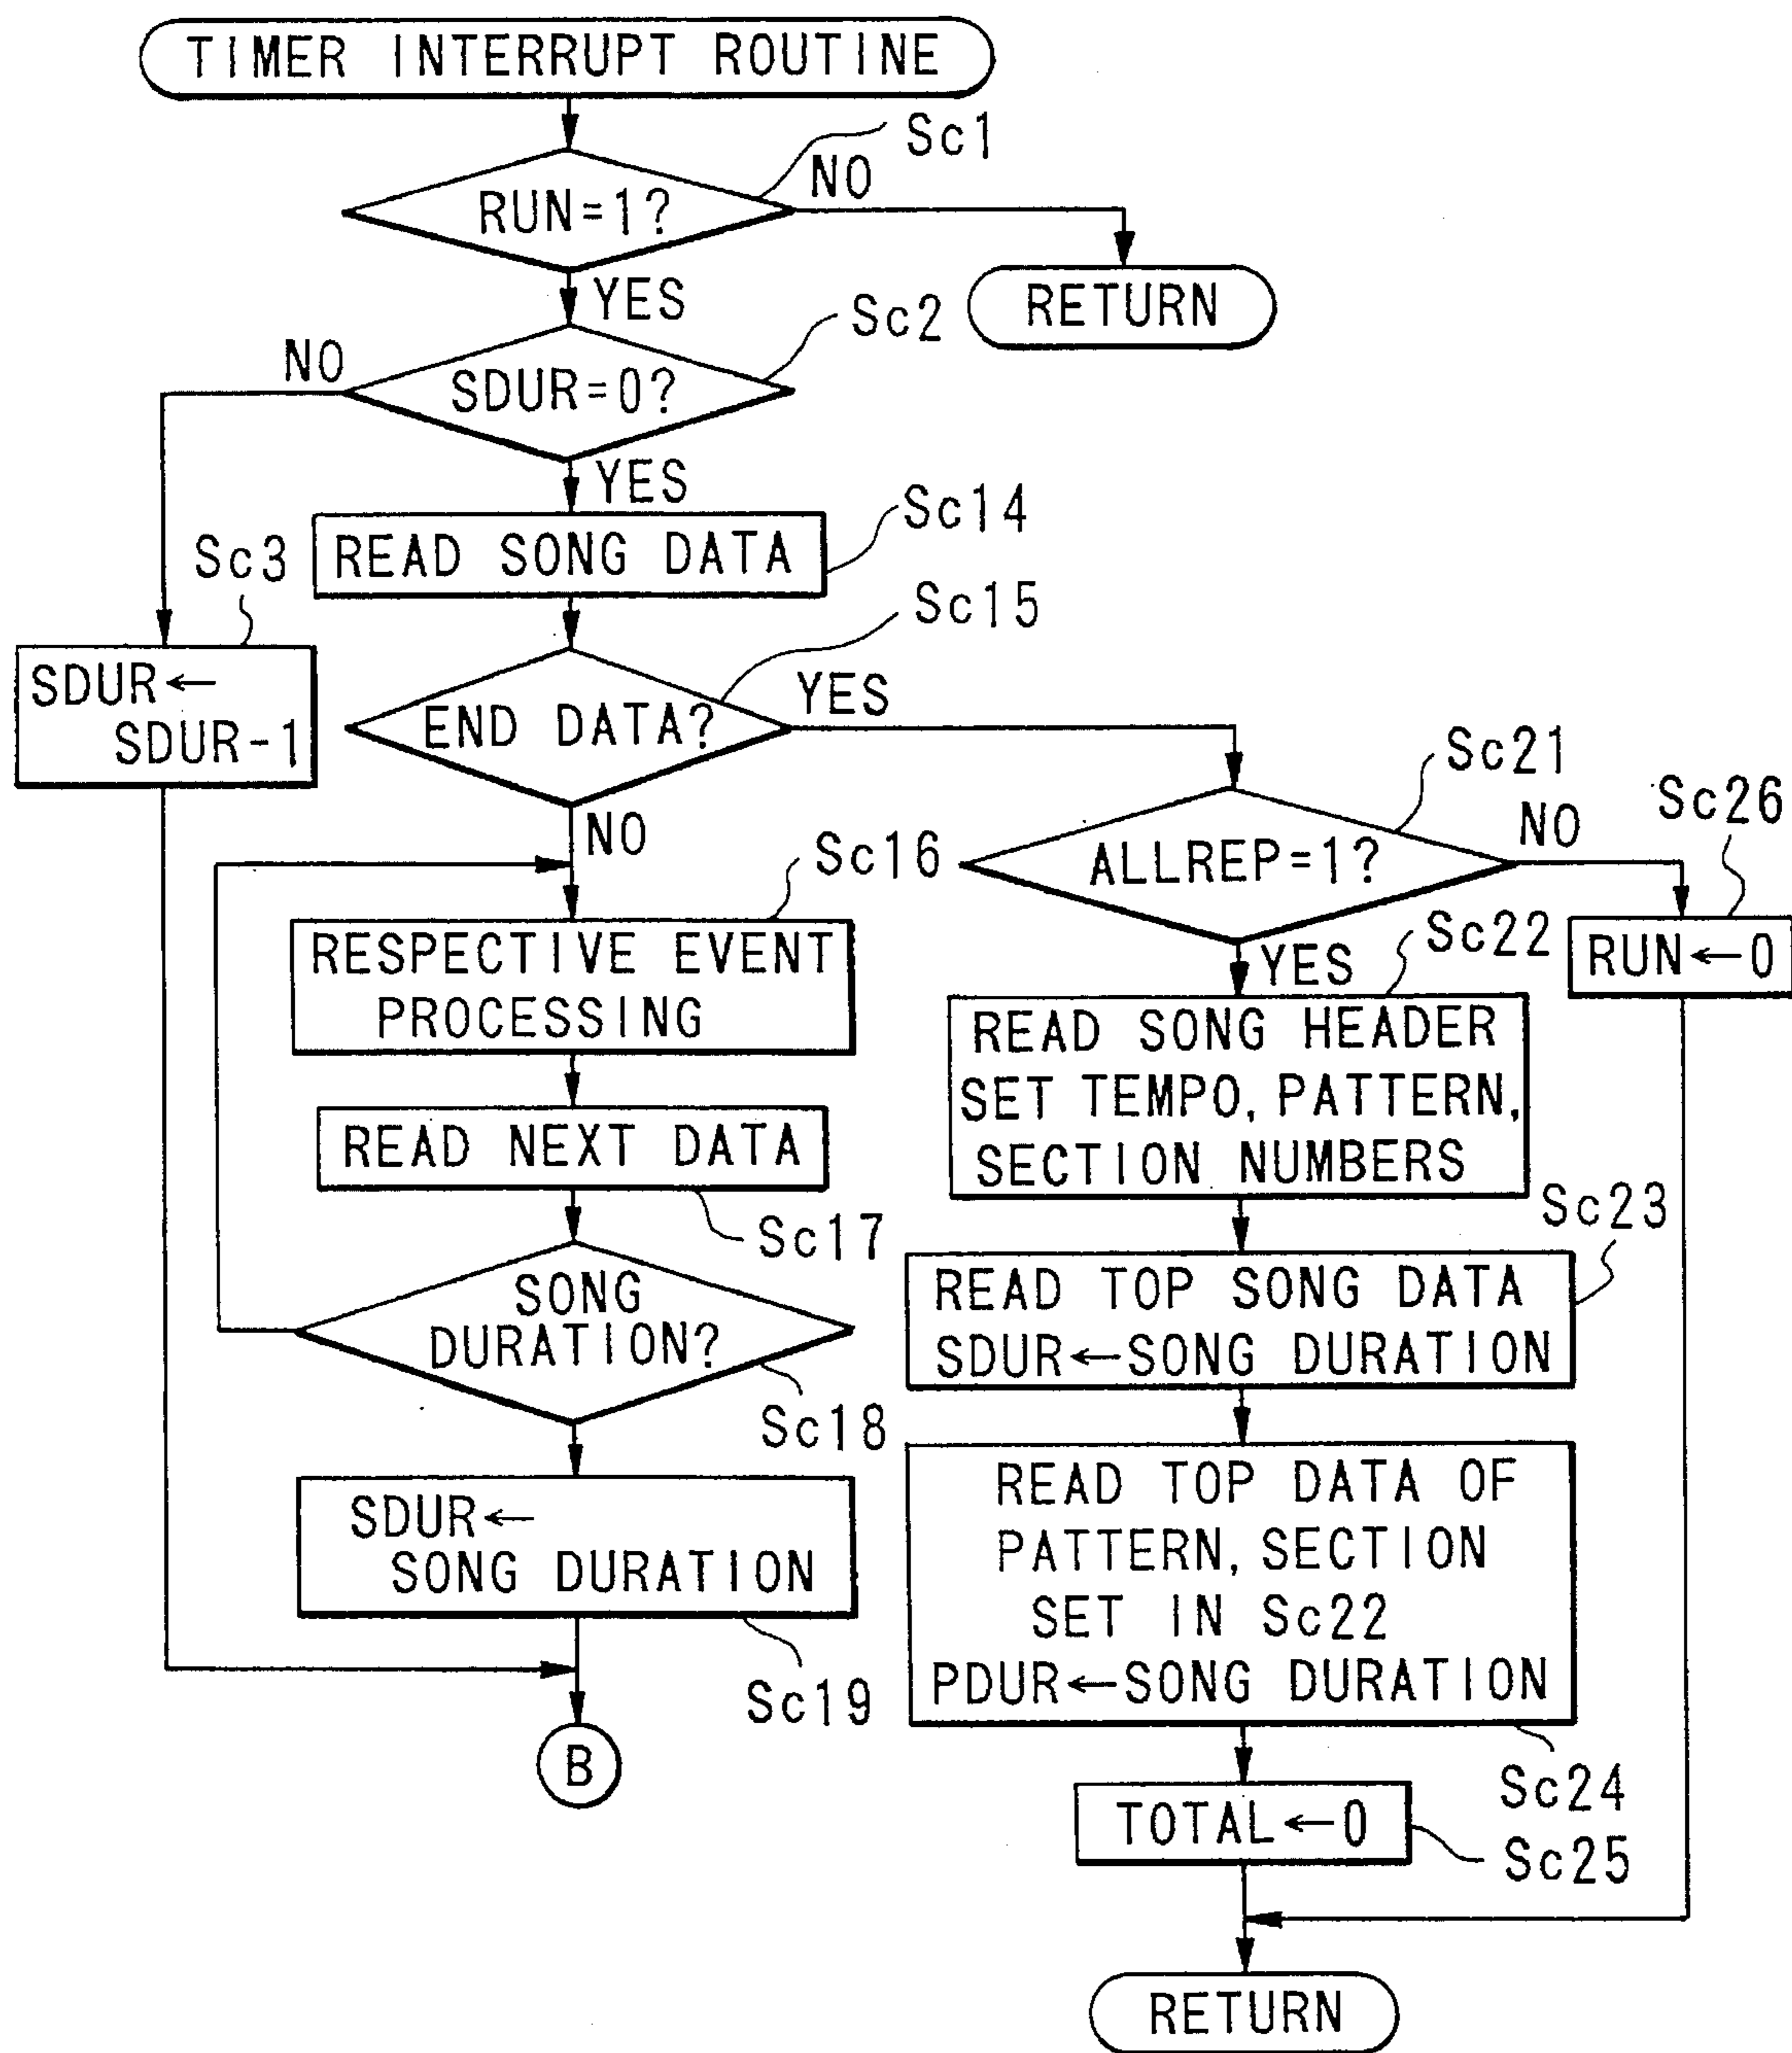 TIMER INTERRUPT ROUTINE
Sc1
RUN=1?
NO
RETURN
YES
Sc2
NO
SDUR=0?
YES
Sc14
READ SONG DATA
Sc3
SDUR←
SDUR-1
Sc15
END DATA?
YES
NO
Sc21
ALLREP=1?
NO
Sc26
RUN←0
Sc16
RESPECTIVE EVENT
PROCESSING
YES
Sc22
READ SONG HEADER
SET TEMPO, PATTERN,
SECTION NUMBERS
READ NEXT DATA
Sc17
Sc23
READ TOP SONG DATA
SDUR←SONG DURATION
SONG
DURATION?
Sc18
SDUR←
SONG DURATION
Sc19
READ TOP DATA OF
PATTERN, SECTION
SET IN Sc22
PDUR←SONG DURATION
Sc24
B
TOTAL←0
Sc25
RETURN